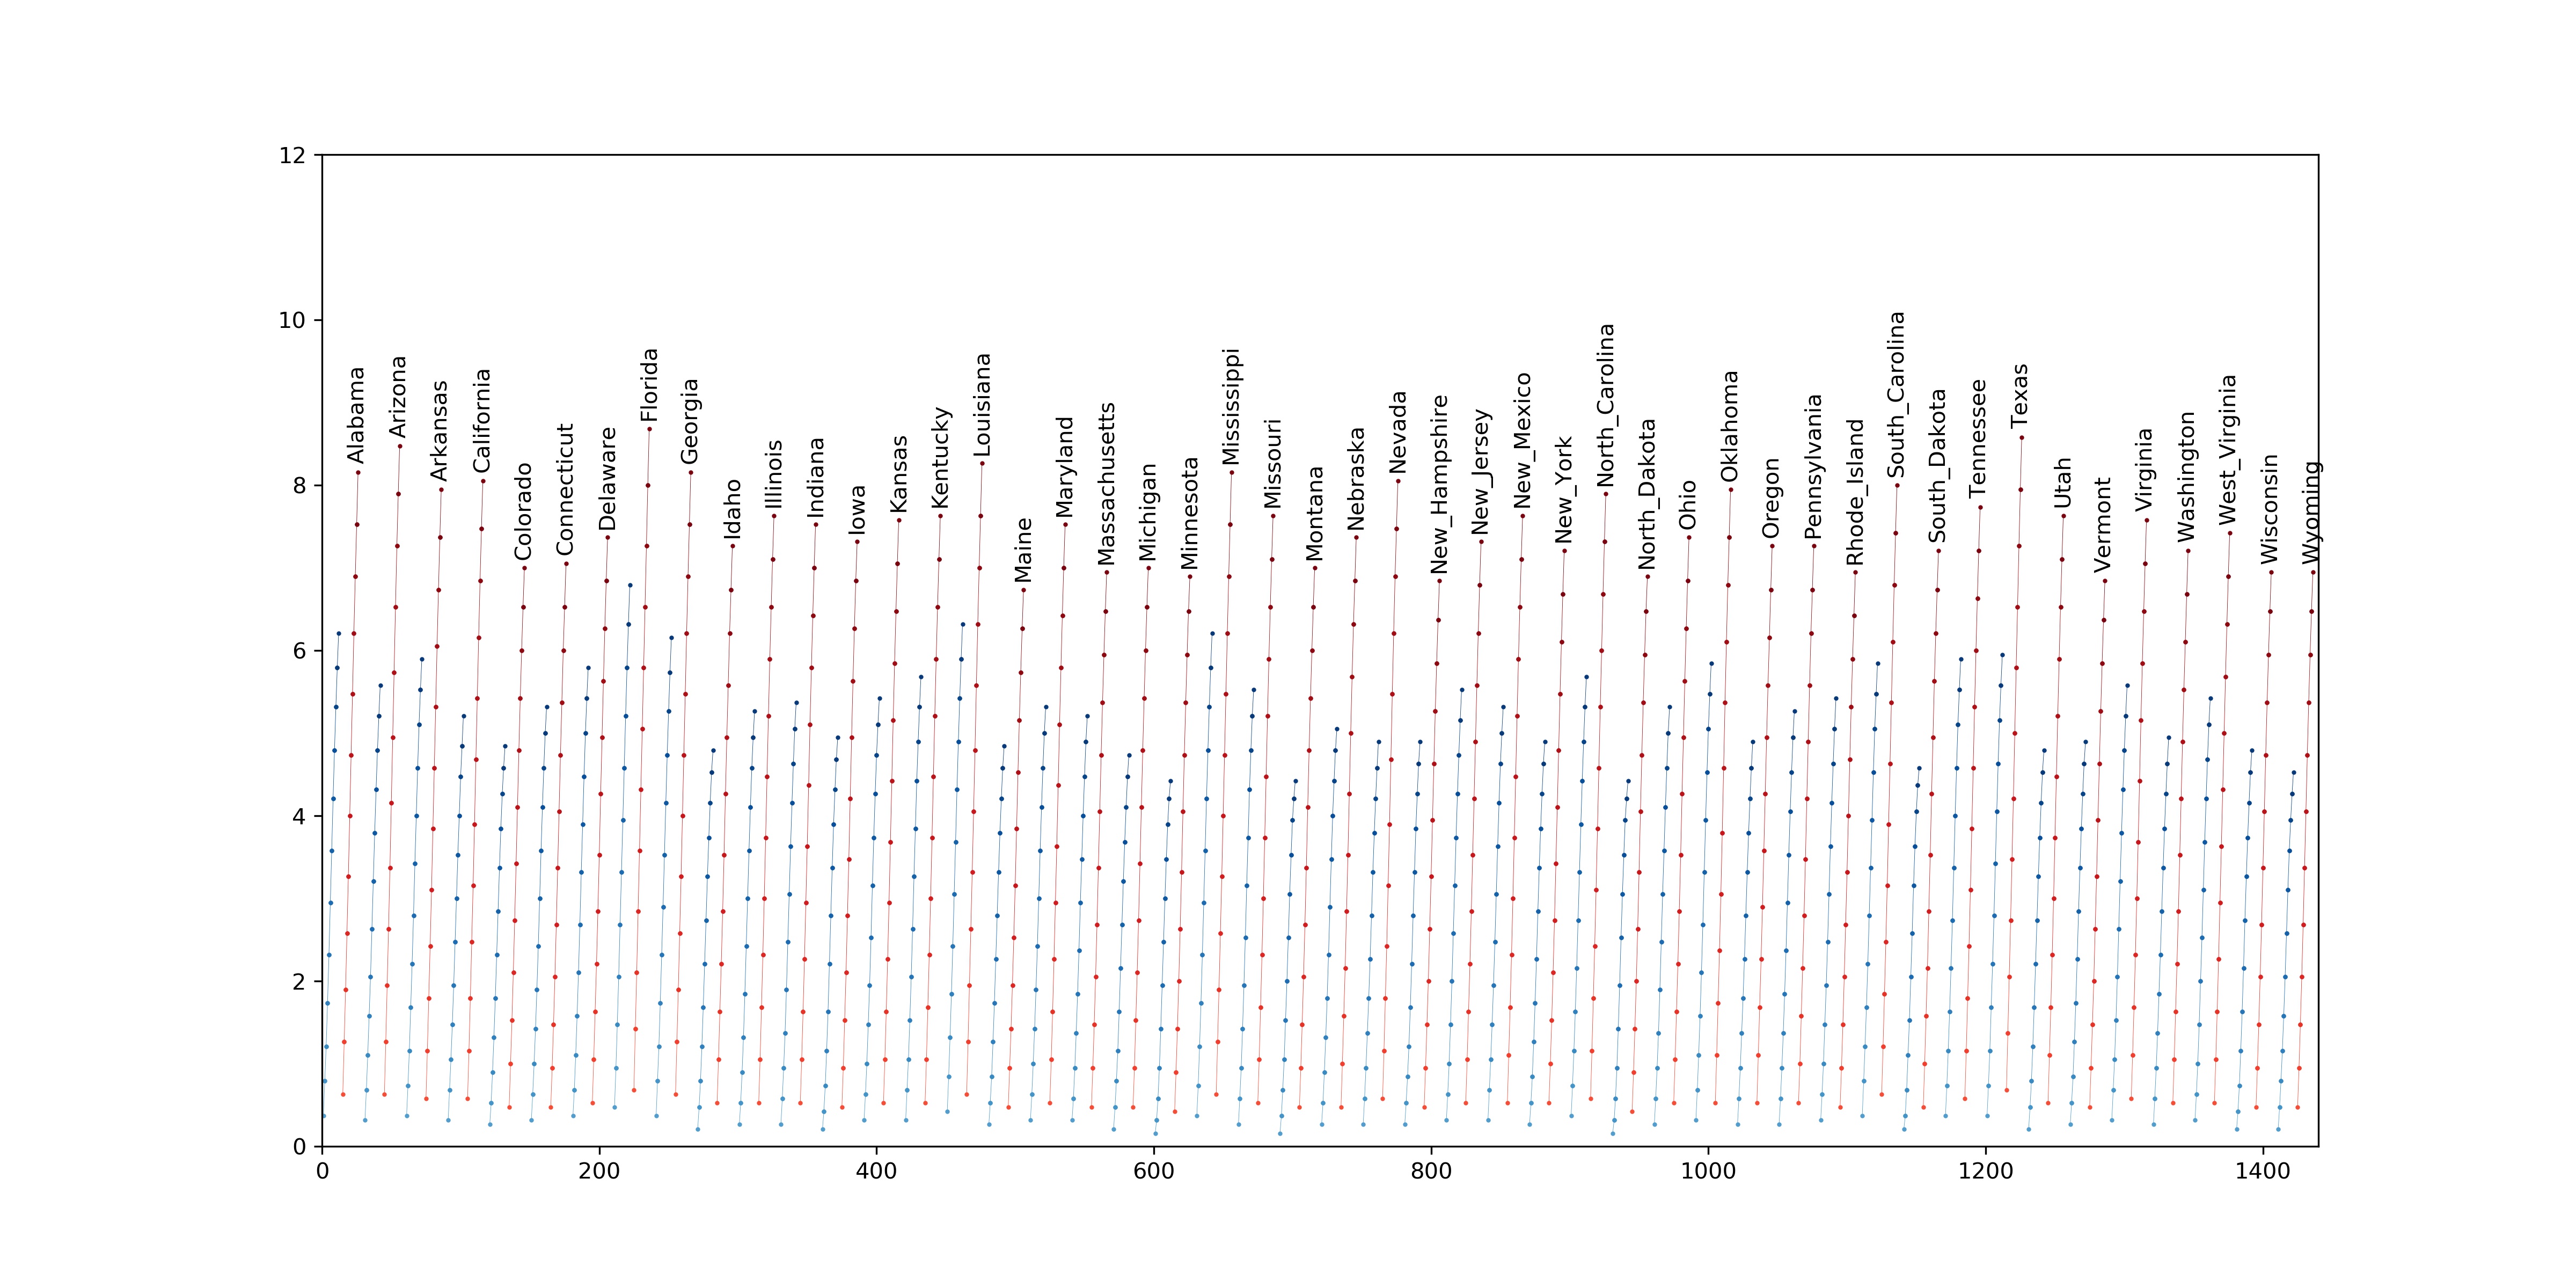 12
10
8
6
4
2
0
Alabama
Arizona
Arkansas
California
Colorado
Connecticut
Delaware
Florida
Georgia
Idaho
Illinois
Indiana
Iowa
Kansas
Kentucky
Louisiana
Maine
Maryland
Massachusetts
Michigan
Minnesota
Mississippi
Missouri
Montana
Nebraska
Nevada
New_Hampshire
New_Jersey
New_Mexico
New_York
North_Carolina
North_Dakota
Ohio
Oklahoma
Oregon
Pennsylvania
Rhode_Island
South_Carolina
South_Dakota
Tennessee
Texas
Utah
Vermont
Virginia
Washington
West_Virginia
Wisconsin
Wyoming
0 200 400 600 800 1000 1200 1400